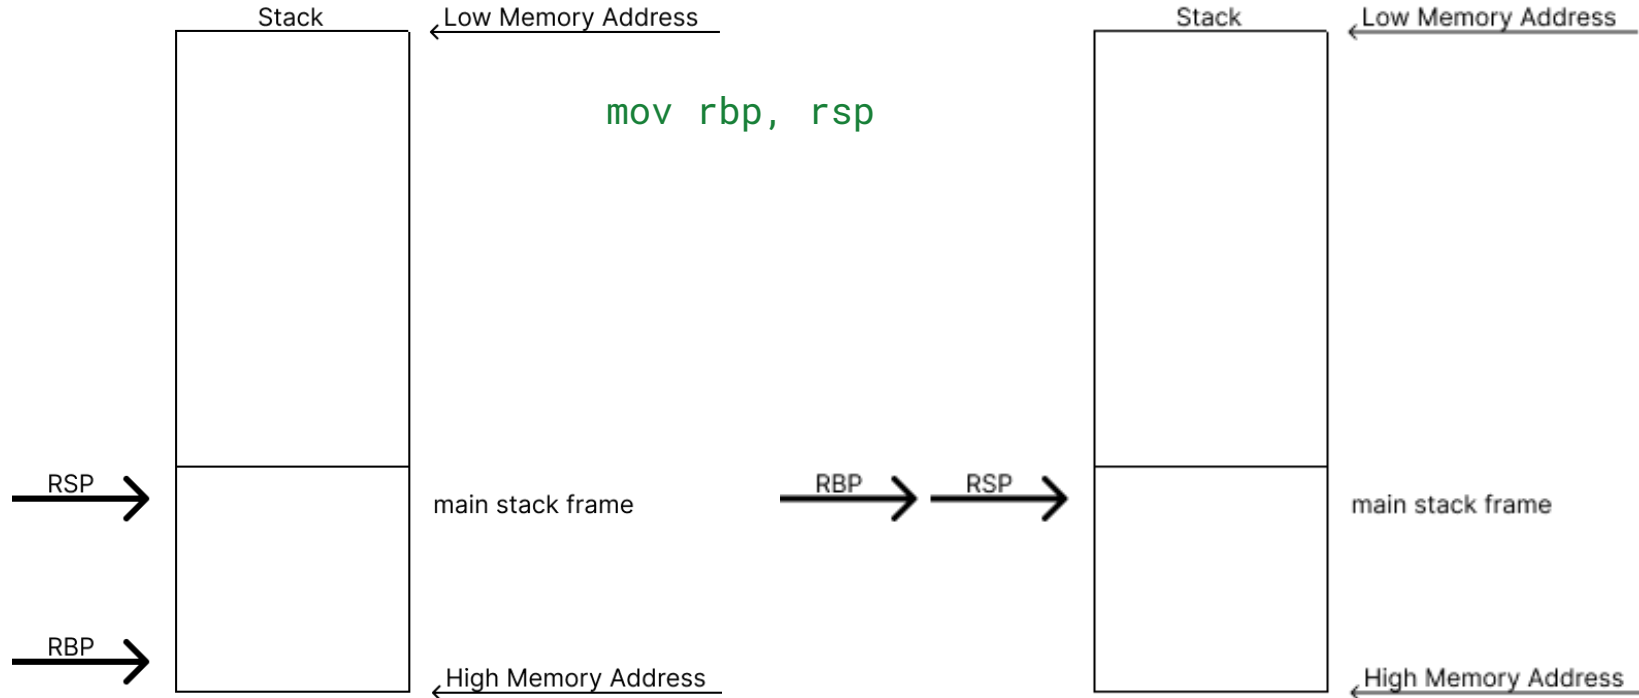 Stack
Low Memory Address
Stack
Low Memory Address
mov rbp, rsp
RSP
main stack frame
RBP
RSP
main stack frame
RBP
High Memory Address
High Memory Address